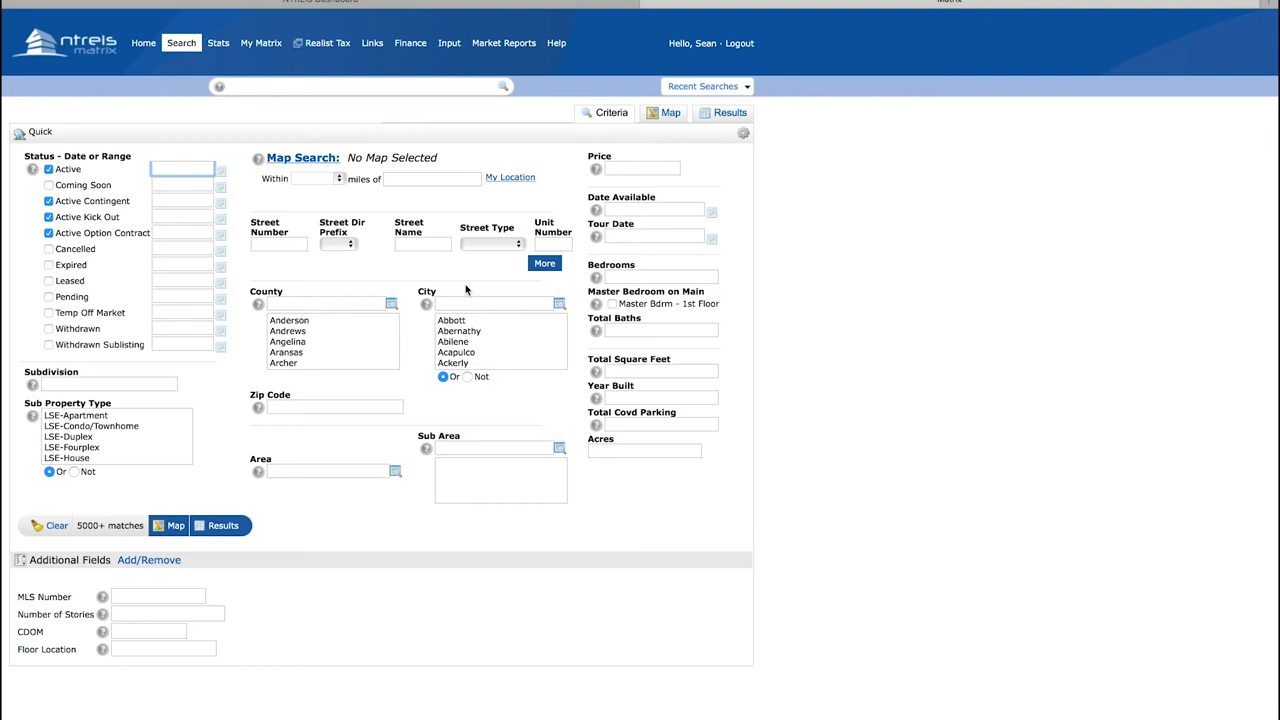 NTREIS Dashboard
Matrix
ntreis matrix
Home Search Stats My Matrix Realist Tax Links Finance Input Market Reports Help Hello, Sean · Logout
Recent Searches
Criteria Map Results
Quick
Status - Date or Range
Active
Coming Soon
Active Contingent
Active Kick Out
Active Option Contract
Cancelled
Expired
Leased
Pending
Temp Off Market
Withdrawn
Withdrawn Sublisting
Subdivision
Sub Property Type
LSE-Apartment
LSE-Condo/Townhome
LSE-Duplex
LSE-Fourplex
LSE-House
Or Not
Map Search: No Map Selected
Within miles of My Location
Street Number
Street Dir Prefix
Street Name
Street Type
Unit Number
More
County
Anderson
Andrews
Angelina
Aransas
Archer
City
Abbott
Abernathy
Abilene
Acapulco
Ackerly
Or Not
Zip Code
Area
Sub Area
Price
Date Available
Tour Date
Bedrooms
Master Bedroom on Main
Master Bdrm - 1st Floor
Total Baths
Total Square Feet
Year Built
Total Covd Parking
Acres
Clear 5000+ matches Map Results
Additional Fields Add/Remove
MLS Number
Number of Stories
CDOM
Floor Location